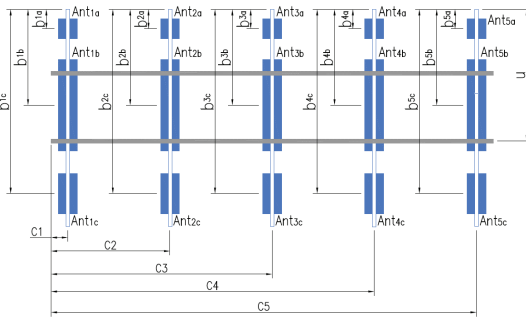 b1a Ant1a b2a Ant2a b3a Ant3a b4a Ant4a b5a Ant5a
b1b Ant1b b2b Ant2b b3b Ant3b b4b Ant4b b5b Ant5b u
b1c b2c b3c b4c b5c
Ant1c Ant2c Ant3c Ant4c Ant5c
C1
C2
C3
C4
C5